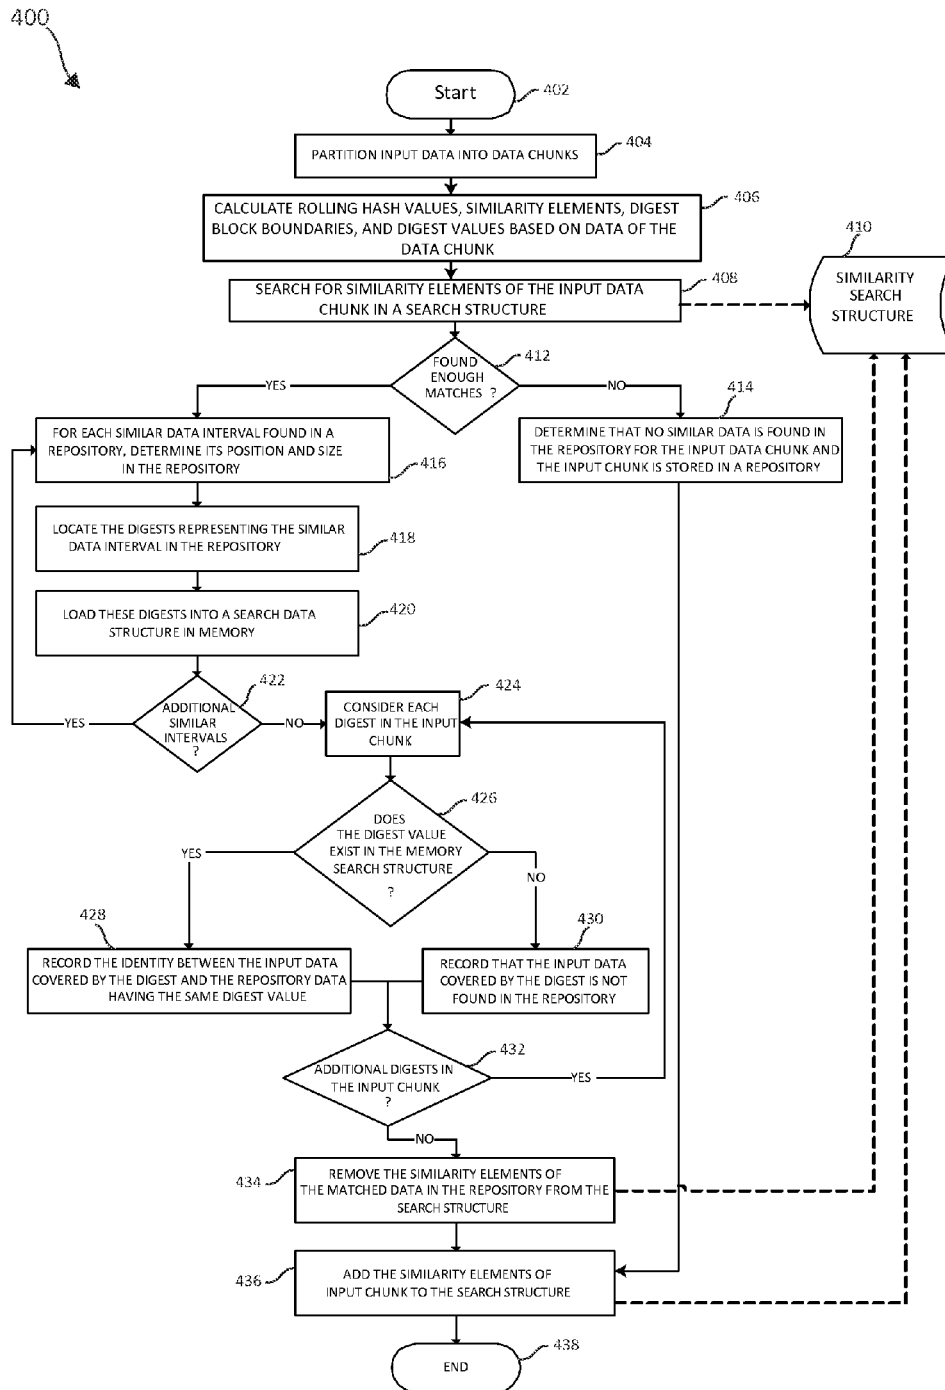 400
Start
402
PARTITION INPUT DATA INTO DATA CHUNKS
404
CALCULATE ROLLING HASH VALUES, SIMILARITY ELEMENTS, DIGEST
BLOCK BOUNDARIES, AND DIGEST VALUES BASED ON DATA OF THE
DATA CHUNK
406
SEARCH FOR SIMILARITY ELEMENTS OF THE INPUT DATA
CHUNK IN A SEARCH STRUCTURE
408
410
SIMILARITY
SEARCH
STRUCTURE
FOUND
ENOUGH
MATCHES ?
412
YES
NO
414
FOR EACH SIMILAR DATA INTERVAL FOUND IN A
REPOSITORY, DETERMINE ITS POSITION AND SIZE
IN THE REPOSITORY
416
DETERMINE THAT NO SIMILAR DATA IS FOUND IN
THE REPOSITORY FOR THE INPUT DATA CHUNK AND
THE INPUT CHUNK IS STORED IN A REPOSITORY
LOCATE THE DIGESTS REPRESENTING THE SIMILAR
DATA INTERVAL IN THE REPOSITORY
418
LOAD THESE DIGESTS INTO A SEARCH DATA
STRUCTURE IN MEMORY
420
ADDITIONAL
SIMILAR
INTERVALS
?
422
YES
NO
424
CONSIDER EACH
DIGEST IN THE INPUT
CHUNK
DOES
THE DIGEST VALUE
EXIST IN THE MEMORY
SEARCH STRUCTURE
?
426
YES
NO
428
RECORD THE IDENTITY BETWEEN THE INPUT DATA
COVERED BY THE DIGEST AND THE REPOSITORY DATA
HAVING THE SAME DIGEST VALUE
430
RECORD THAT THE INPUT DATA
COVERED BY THE DIGEST IS NOT
FOUND IN THE REPOSITORY
ADDITIONAL DIGESTS IN
THE INPUT CHUNK
?
432
YES
NO
434
REMOVE THE SIMILARITY ELEMENTS OF
THE MATCHED DATA IN THE REPOSITORY FROM THE
SEARCH STRUCTURE
436
ADD THE SIMILARITY ELEMENTS OF
INPUT CHUNK TO THE SEARCH STRUCTURE
END
438